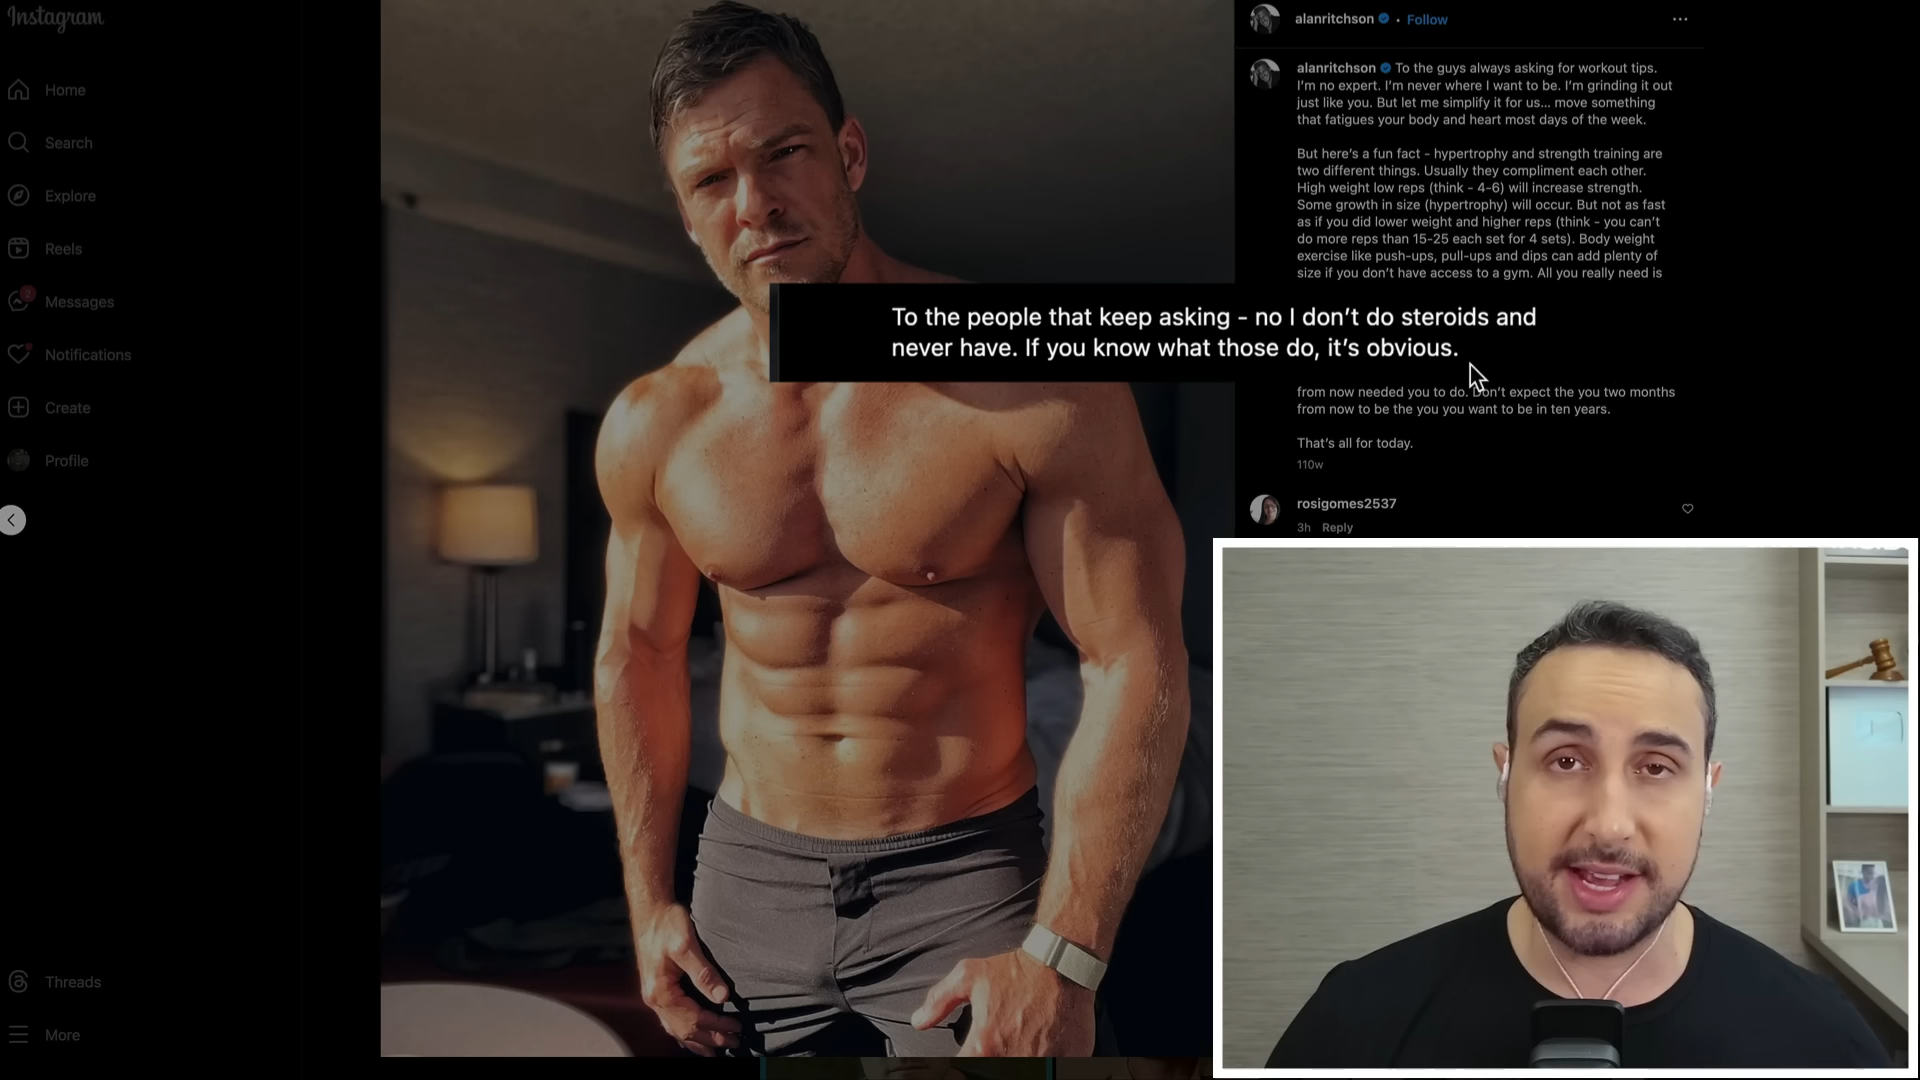 Instagram
Home
Search
Explore
Reels
2
Messages
Notifications
Create
Profile
Threads
More
alanritchson • Follow
alanritchson To the guys always asking for workout tips.
I'm no expert. I'm never where I want to be. I'm grinding it out
just like you. But let me simplify it for us... move something
that fatigues your body and heart most days of the week.
But here's a fun fact - hypertrophy and strength training are
two different things. Usually they compliment each other.
High weight low reps (think - 4-6) will increase strength.
Some growth in size (hypertrophy) will occur. But not as fast
as if you did lower weight and higher reps (think - you can't
do more reps than 15-25 each set for 4 sets). Body weight
exercise like push-ups, pull-ups and dips can add plenty of
size if you don't have access to a gym. All you really need is
To the people that keep asking - no I don't do steroids and
never have. If you know what those do, it's obvious.
from now needed you to do. Don't expect the you two months
from now to be the you you want to be in ten years.
That's all for today.
110w
rosigomes2537
3h Reply